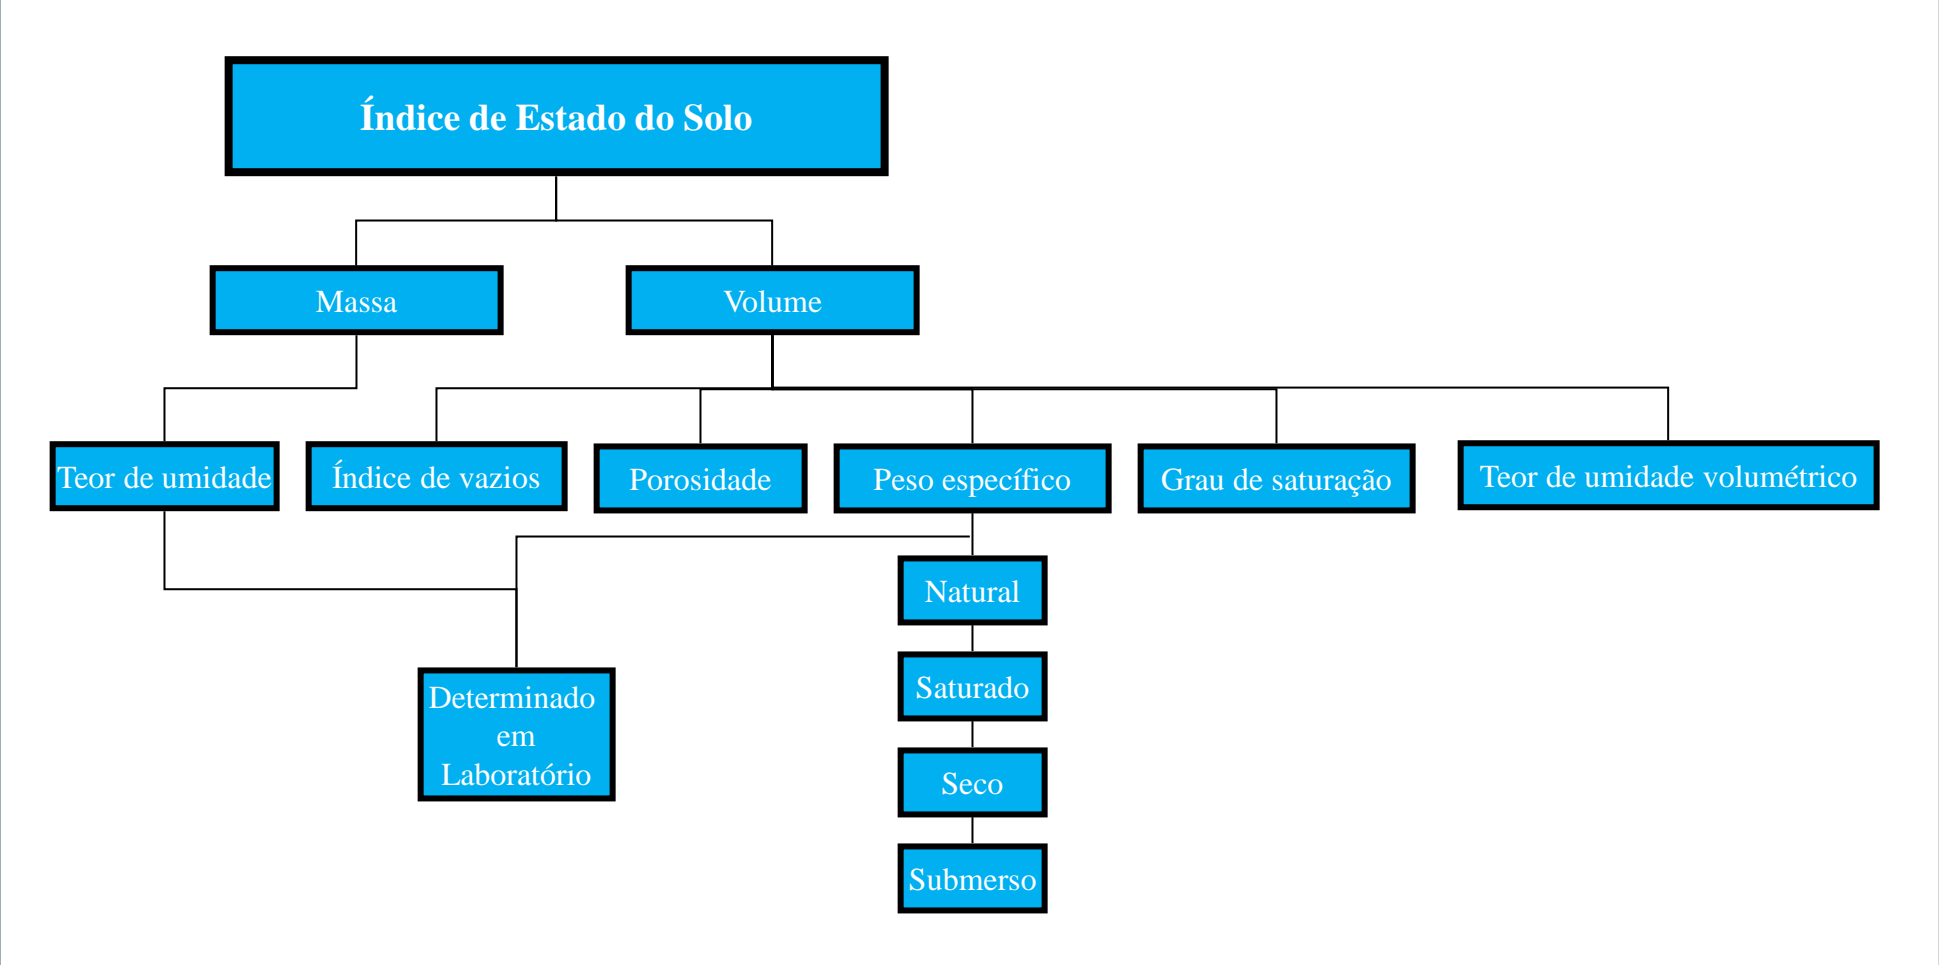 Índice de Estado do Solo
Massa
Volume
Teor de umidade
Índice de vazios
Porosidade
Peso específico
Grau de saturação
Teor de umidade volumétrico
Natural
Saturado
Determinado
em
Laboratório
Seco
Submerso